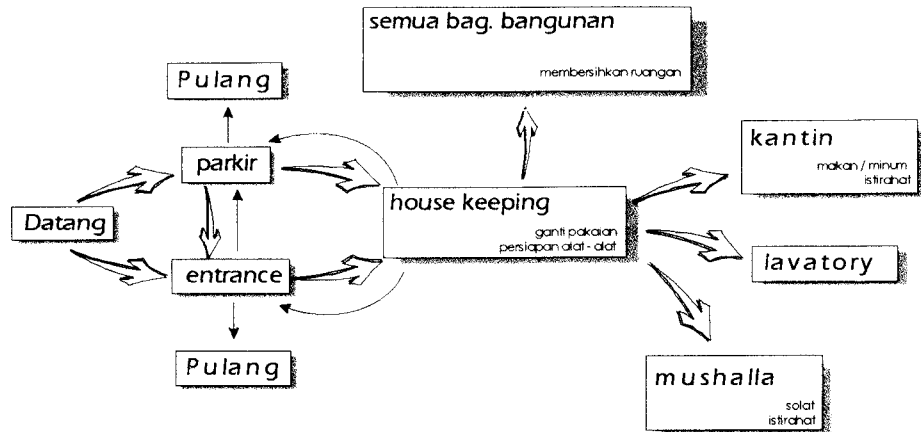 semua bag. bangunan
membersihkan ruangan
Pulang
parkir
kantin
makan / minum
istirahat
Datang
house keeping
ganti pakaian
persiapan alat - alat
entrance
lavatory
Pulang
mushalla
solat
istirahat